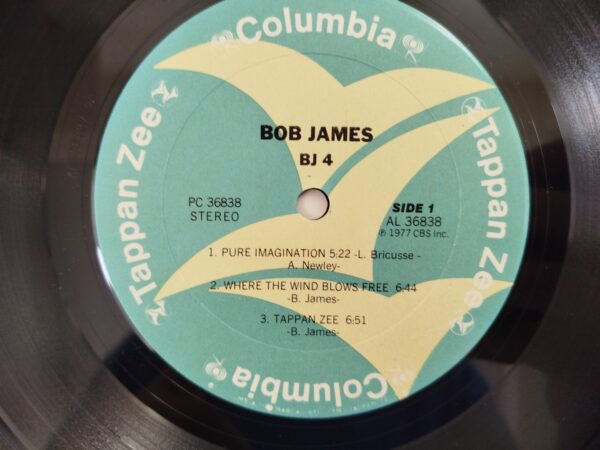 Columbia
Tappan Zee
Tappan Zee
BOB JAMES
BJ 4
PC 36838
STEREO
SIDE 1
AL 36838
℗ 1977 CBS Inc.
1. PURE IMAGINATION 5:22 -L. Bricusse -
A. Newley-
2. WHERE THE WIND BLOWS FREE 6:44
-B. James-
3. TAPPAN ZEE 6:51
-B. James-
Columbia